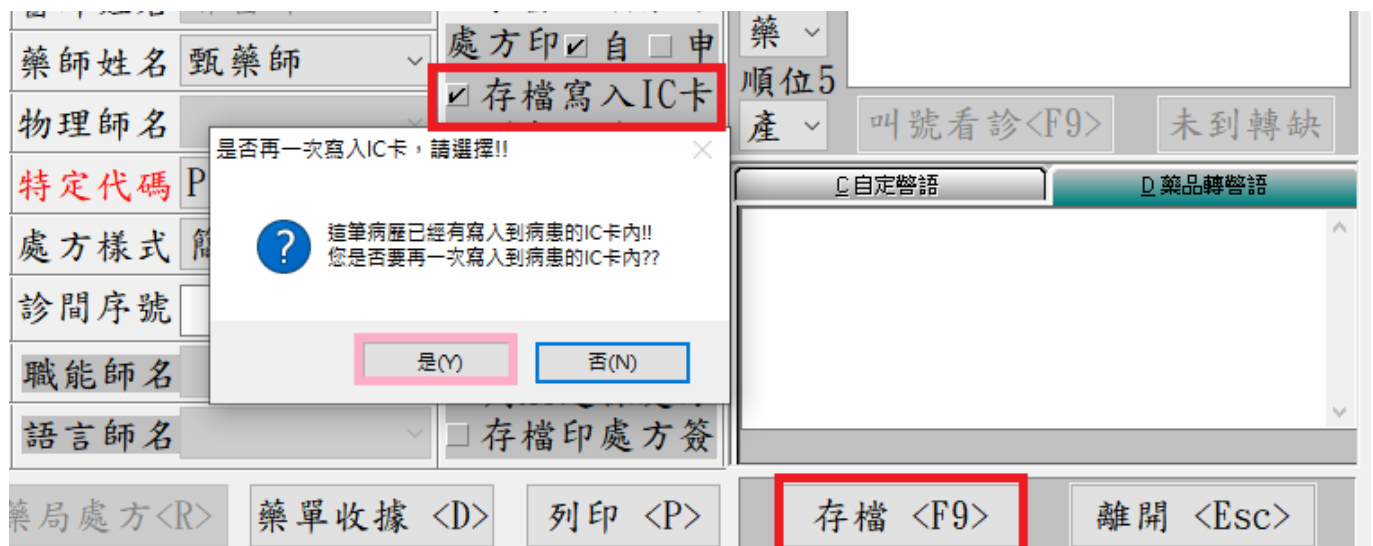 藥師姓名 甄藥師
物理師名
特定代碼 P
處方樣式 簡
診間序號
職能師名
語言師名
處方印 自 申
存檔寫入IC卡
存檔印處方簽
藥
順位5
產
叫號看診<F9> 未到轉缺
C自定警語 D藥品轉警語
是否再一次寫入IC卡，請選擇!!
這筆病歷已經有寫入到病患的IC卡內!!
您是否要再一次寫入到病患的IC卡內??
是(Y) 否(N)
藥局處方<R> 藥單收據 <D> 列印 <P> 存檔 <F9> 離開 <Esc>